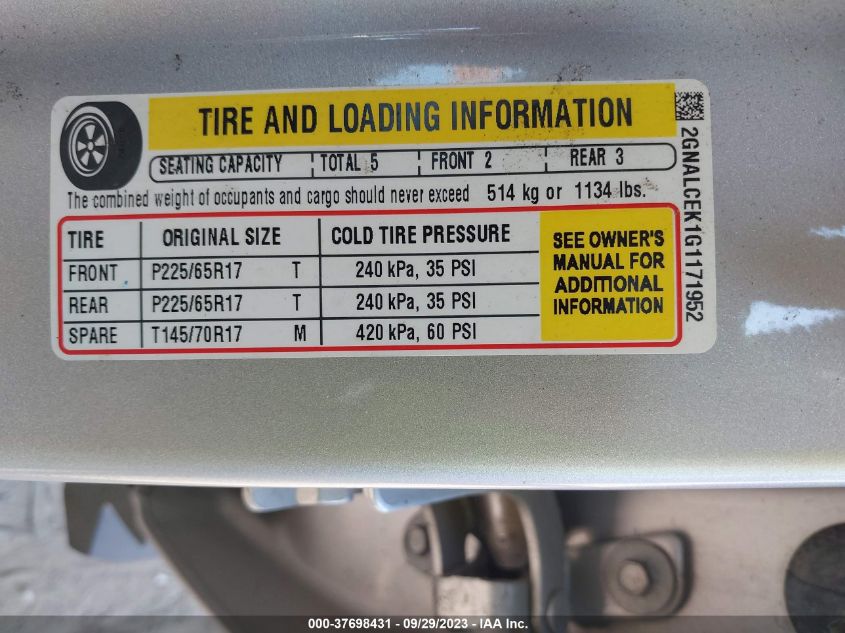 TIRE AND LOADING INFORMATION
SEATING CAPACITY TOTAL 5 FRONT 2 REAR 3
The combined weight of occupants and cargo should never exceed 514 kg or 1134 lbs.
TIRE ORIGINAL SIZE COLD TIRE PRESSURE
FRONT P225/65R17 T 240 kPa, 35 PSI
REAR P225/65R17 T 240 kPa, 35 PSI
SPARE T145/70R17 M 420 kPa, 60 PSI
SEE OWNER'S
MANUAL FOR
ADDITIONAL
INFORMATION
2GNALCEK1G1171952
000-37698431 - 09/29/2023 - IAA Inc.